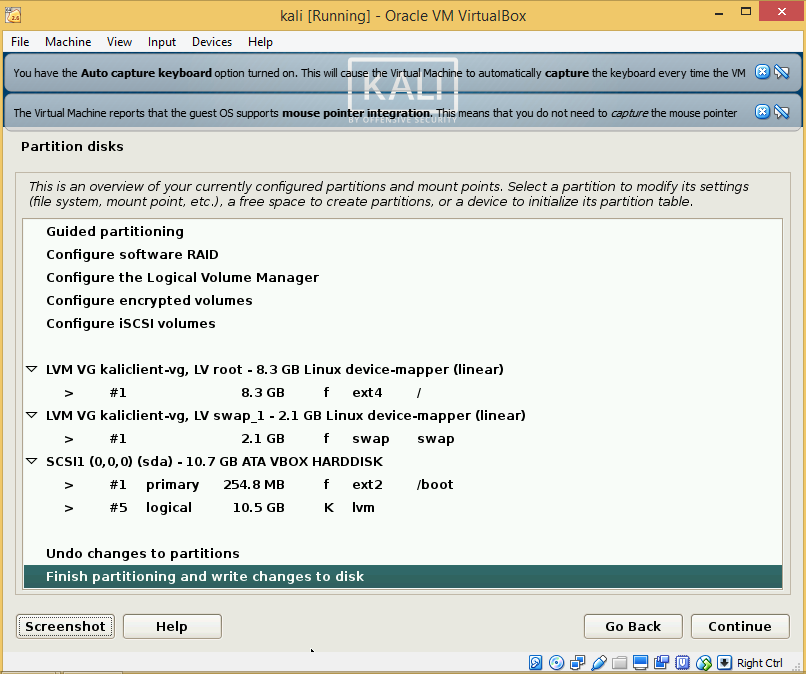 kali [Running] - Oracle VM VirtualBox
File Machine View Input Devices Help
You have the Auto capture keyboard option turned on. This will cause the Virtual Machine to automatically capture the keyboard every time the VM
KALI
The Virtual Machine reports that the guest OS supports mouse pointer integration. This means that you do not need to capture the mouse pointer
BY OFFENSIVE SECURITY
Partition disks
This is an overview of your currently configured partitions and mount points. Select a partition to modify its settings
(file system, mount point, etc.), a free space to create partitions, or a device to initialize its partition table.
Guided partitioning
Configure software RAID
Configure the Logical Volume Manager
Configure encrypted volumes
Configure iSCSI volumes
LVM VG kaliclient-vg, LV root - 8.3 GB Linux device-mapper (linear)
> #1 8.3 GB f ext4 /
LVM VG kaliclient-vg, LV swap_1 - 2.1 GB Linux device-mapper (linear)
> #1 2.1 GB f swap swap
SCSI1 (0,0,0) (sda) - 10.7 GB ATA VBOX HARDDISK
> #1 primary 254.8 MB f ext2 /boot
> #5 logical 10.5 GB K lvm
Undo changes to partitions
Finish partitioning and write changes to disk
Screenshot Help Go Back Continue
Right Ctrl